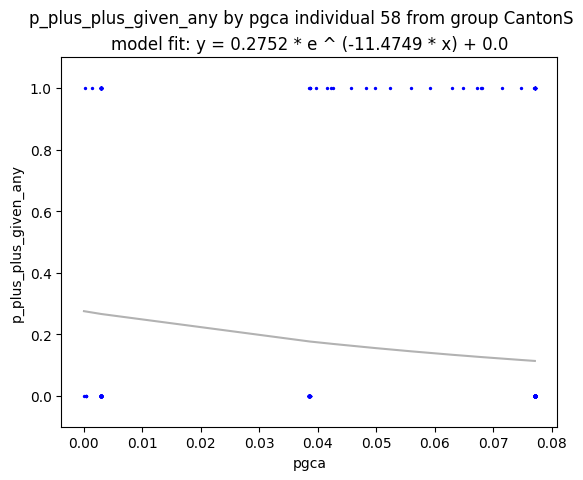 p_plus_plus_given_any by pgca individual 58 from group CantonS
model fit: y = 0.2752 * e ^ (-11.4749 * x) + 0.0
1.0
0.8
0.6
0.4
0.2
0.0
p_plus_plus_given_any
0.00 0.01 0.02 0.03 0.04 0.05 0.06 0.07 0.08
pgca